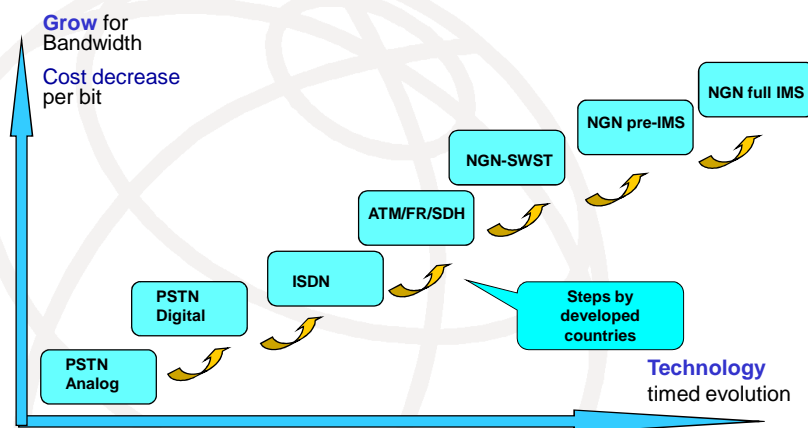 Grow for
Bandwidth
Cost decrease
per bit
NGN full IMS
NGN pre-IMS
NGN-SWST
ATM/FR/SDH
ISDN
PSTN
Digital
PSTN
Analog
Steps by
developed
countries
Technology
timed evolution